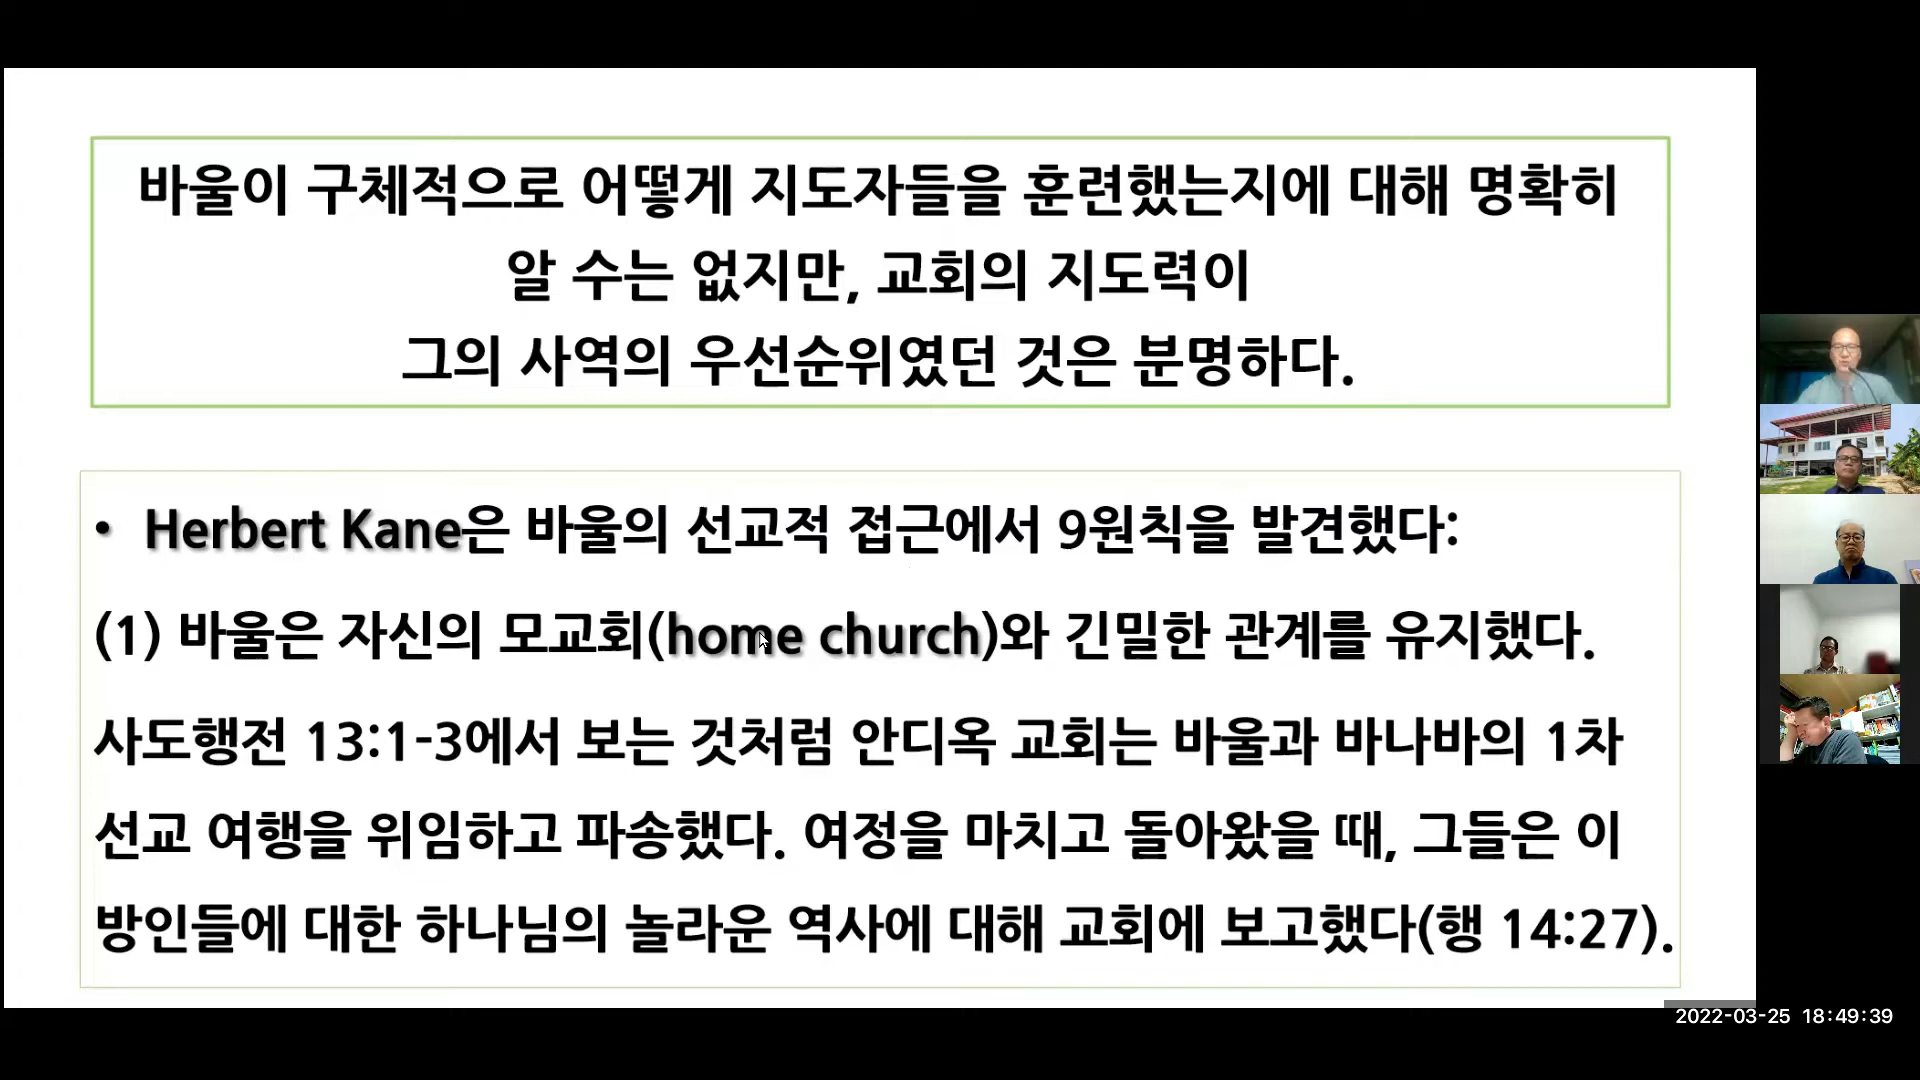 바울이 구체적으로 어떻게 지도자들을 훈련했는지에 대해 명확히
알 수는 없지만, 교회의 지도력이
그의 사역의 우선순위였던 것은 분명하다.
• Herbert Kane은 바울의 선교적 접근에서 9원칙을 발견했다:
(1) 바울은 자신의 모교회(home church)와 긴밀한 관계를 유지했다.
사도행전 13:1-3에서 보는 것처럼 안디옥 교회는 바울과 바나바의 1차
선교 여행을 위임하고 파송했다. 여정을 마치고 돌아왔을 때, 그들은 이
방인들에 대한 하나님의 놀라운 역사에 대해 교회에 보고했다(행 14:27).
2022-03-25 18:49:39